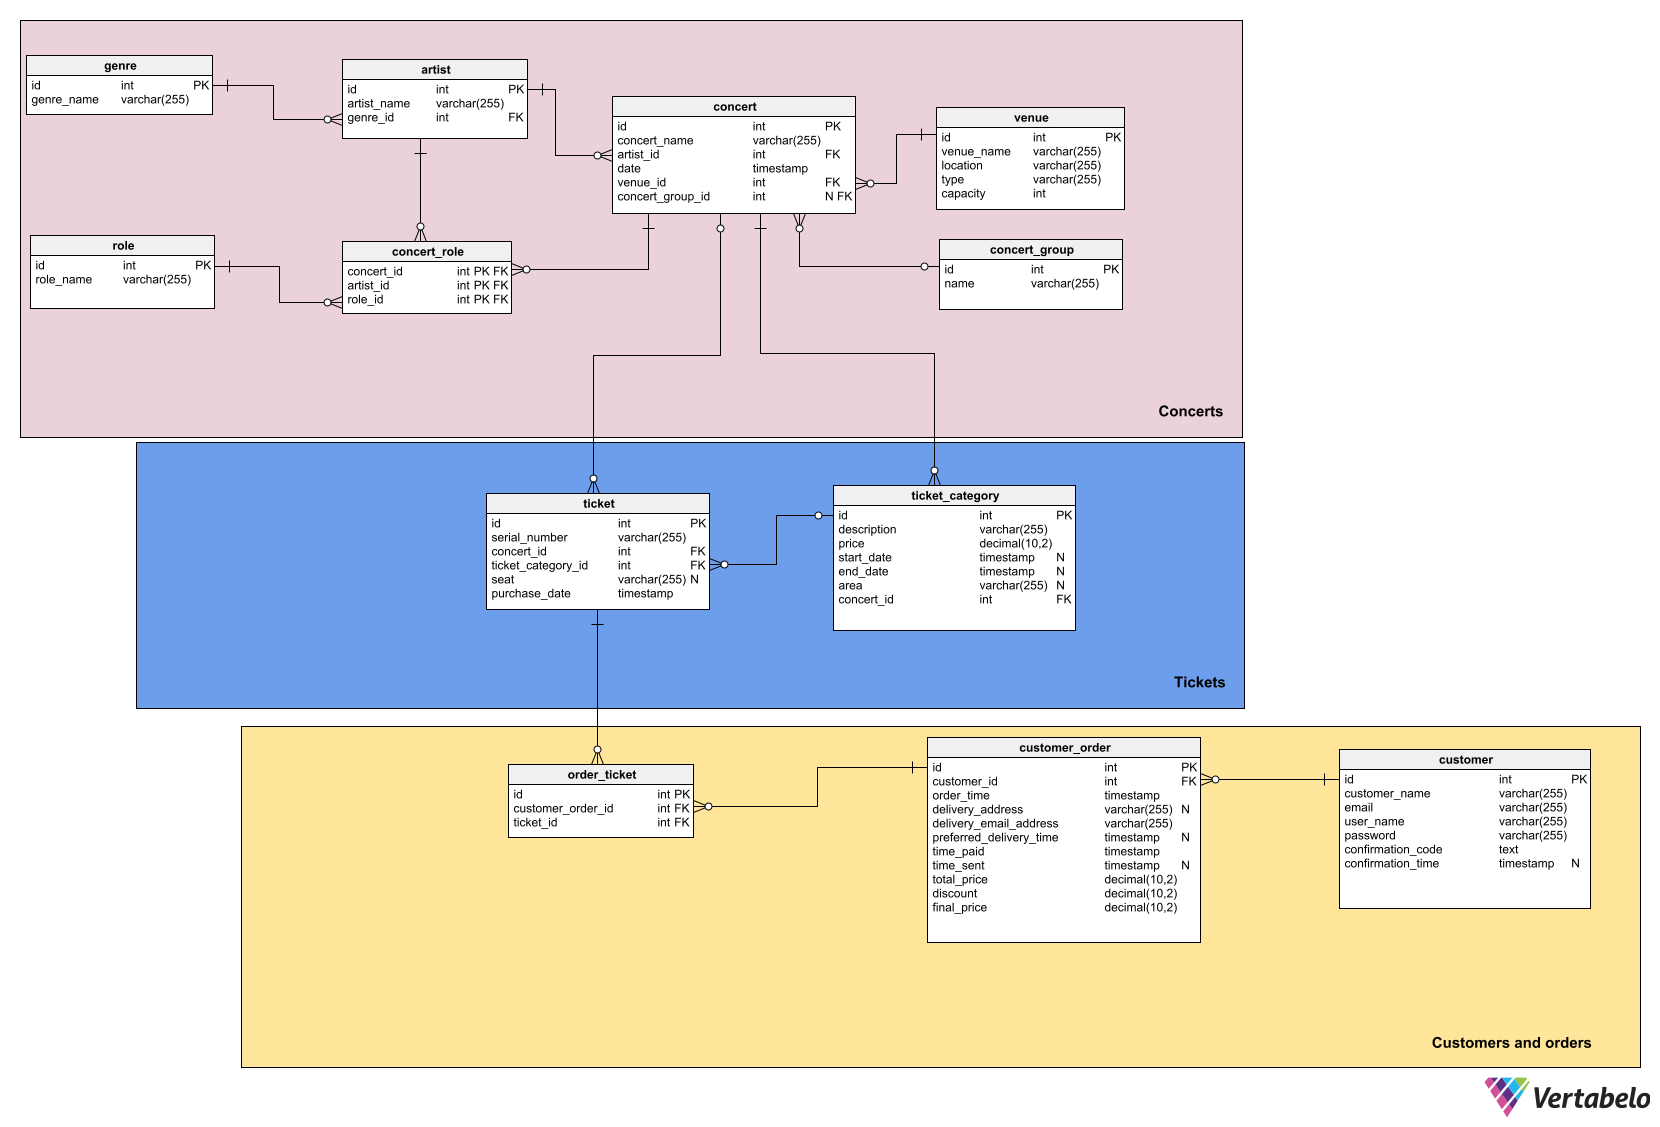 genre
id int PK
genre_name varchar(255)
artist
id int PK
artist_name varchar(255)
genre_id int FK
concert
id int PK
concert_name varchar(255)
artist_id int FK
date timestamp
venue_id int FK
concert_group_id int N FK
venue
id int PK
venue_name varchar(255)
location varchar(255)
type varchar(255)
capacity int
role
id int PK
role_name varchar(255)
concert_role
concert_id int PK FK
artist_id int PK FK
role_id int PK FK
concert_group
id int PK
name varchar(255)
Concerts
ticket
id int PK
serial_number varchar(255)
concert_id int FK
ticket_category_id int FK
seat varchar(255) N
purchase_date timestamp
ticket_category
id int PK
description varchar(255)
price decimal(10,2)
start_date timestamp N
end_date timestamp N
area varchar(255) N
concert_id int FK
Tickets
order_ticket
id int PK
customer_order_id int FK
ticket_id int FK
customer_order
id int PK
customer_id int FK
order_time timestamp
delivery_address varchar(255) N
delivery_email_address varchar(255)
preferred_delivery_time timestamp N
time_paid timestamp
time_sent timestamp N
total_price decimal(10,2)
discount decimal(10,2)
final_price decimal(10,2)
customer
id int PK
customer_name varchar(255)
email varchar(255)
user_name varchar(255)
password varchar(255)
confirmation_code text
confirmation_time timestamp N
Customers and orders
Vertabelo